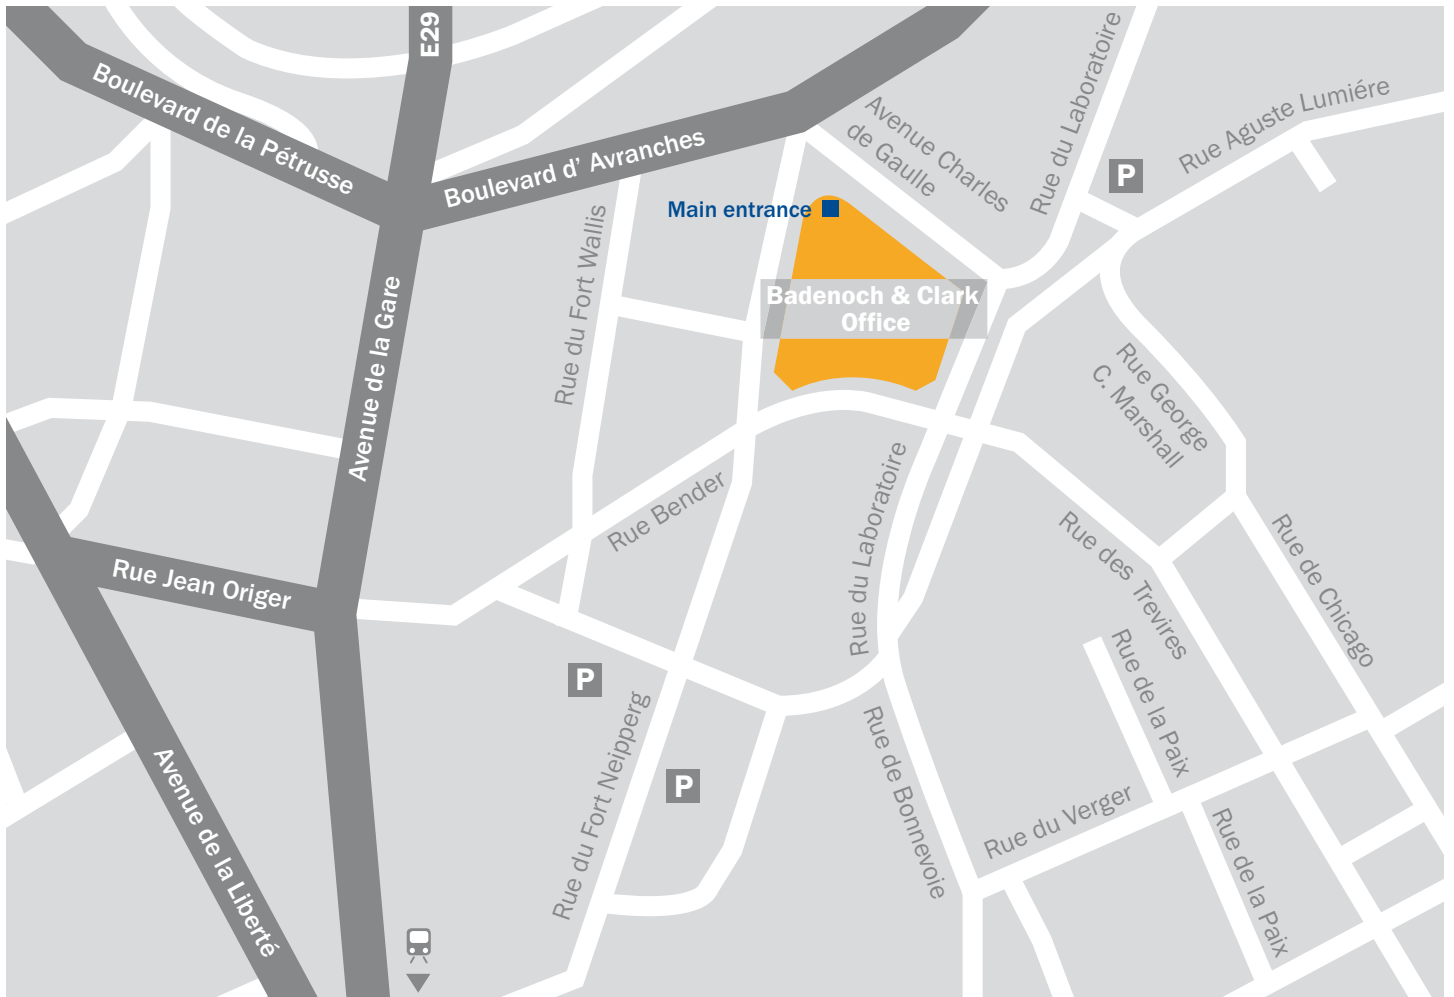 E29
Boulevard de la Pétrusse
Boulevard d' Avranches
Avenue Charles
de Gaulle
Rue du Laboratoire
Rue Aguste Lumiére
P
Main entrance
Rue du Fort Wallis
Avenue de la Gare
Badenoch & Clark
Office
Rue George
C. Marshall
Rue Bender
Rue du Laboratoire
Rue des Trevires
Rue de Chicago
Rue Jean Origer
P
Rue de la Paix
Rue du Fort Neipperg
P
Rue de Bonnevoie
Rue du Verger
Avenue de la Liberté
Rue de la Paix